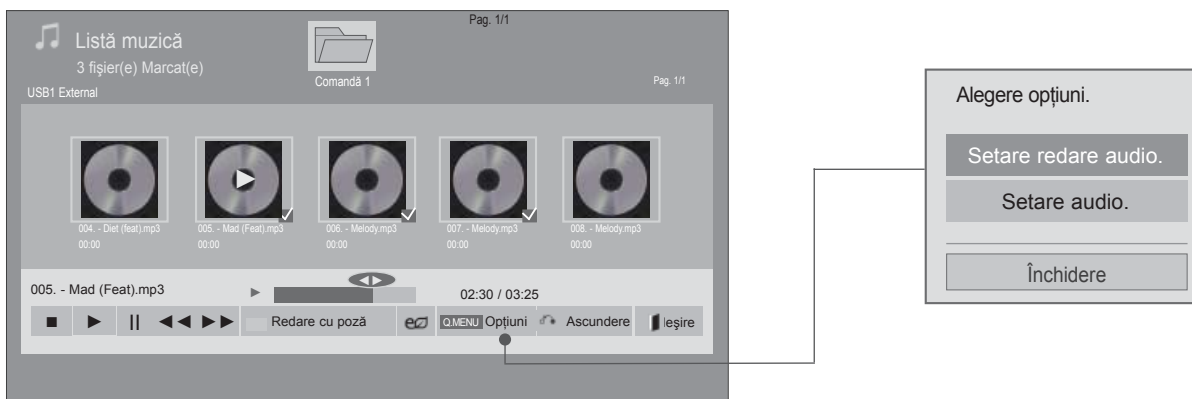 Pag. 1/1
Listă muzică
3 fişier(e) Marcat(e)
Comandă 1
USB1 External
Pag. 1/1
004. - Diet (feat).mp3
00:00
005. - Mad (Feat).mp3
00:00
006. - Melody.mp3
00:00
007. - Melody.mp3
00:00
008. - Melody.mp3
00:00
005. - Mad (Feat).mp3
02:30 / 03:25
Redare cu poză
Q.MENU Opţiuni
Ascundere
Ieşire
Alegere opţiuni.
Setare redare audio.
Setare audio.
Închidere